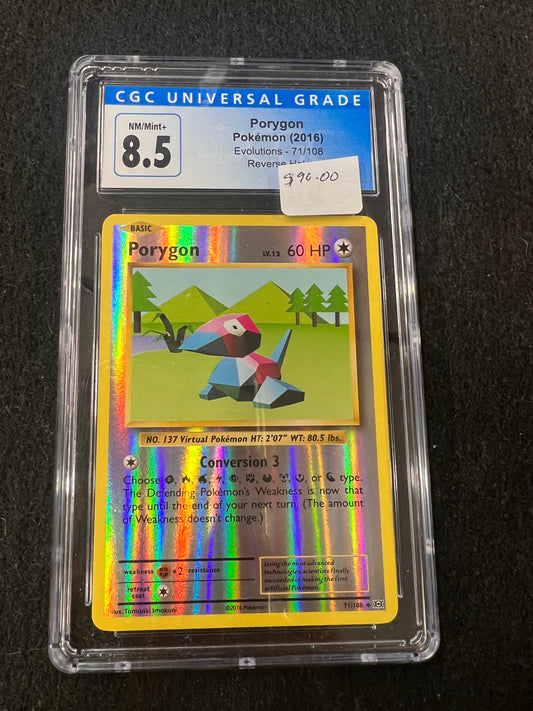 CGC UNIVERSAL GRADE
NM/Mint+
8.5
Porygon
Pokémon (2016)
Evolutions - 71/108
Reverse
$90.00
BASIC
Porygon LV.12 60 HP
NO. 137 Virtual Pokémon HT: 2'07" WT: 80.5 lbs.
Conversion 3
Choose , , , , , , , , or type.
The Defending Pokémon's Weakness is now that
type until the end of your next turn. (The amount
of Weakness doesn't change.)
weakness ×2 resistance
retreat
cost
Using the most advanced
technologies, scientists finally
succeeded in making the first
artificial Pokémon.
Illus. Tomoaki Imakuni
©2016 Pokémon
71/108